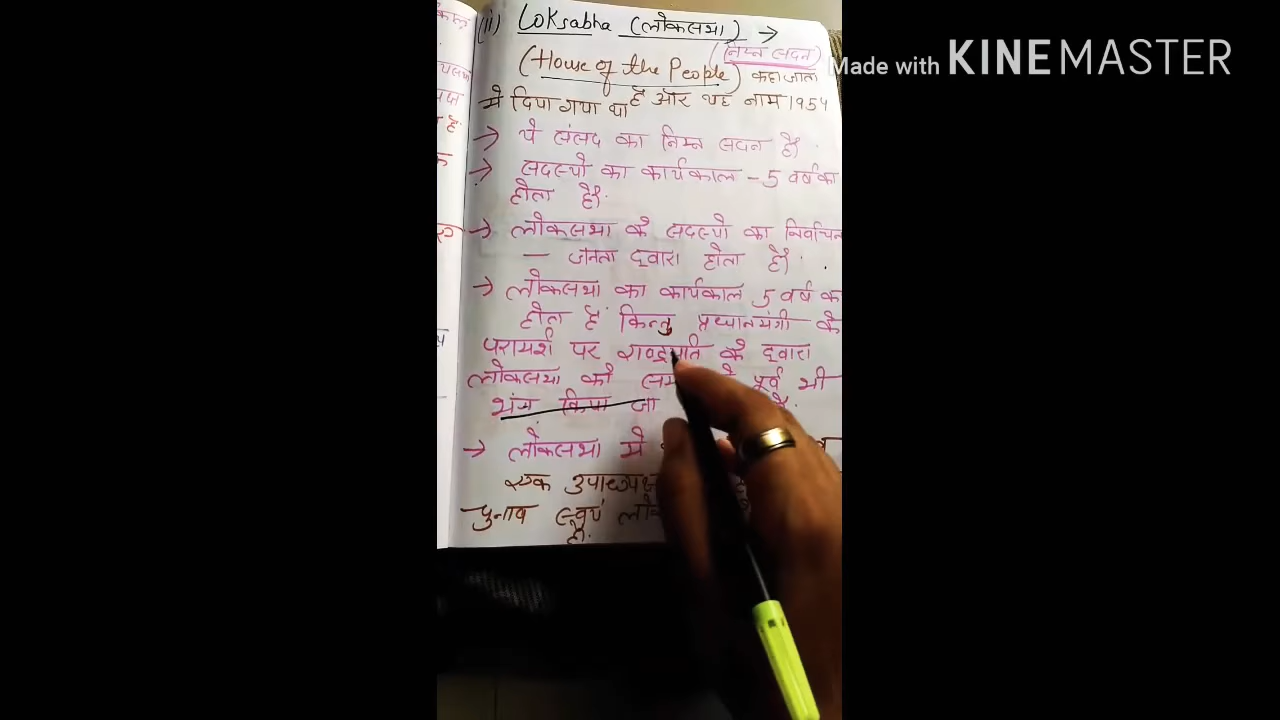 Made with KINEMASTER
(ii) Loksabha (लोकसभा) →
(निम्न सदन)
(House of the People) कहा जाता
है और यह नाम 1954
में दिया गया था
→ ये संसद का निम्न सदन है।
→ सदस्यो का कार्यकाल - 5 वर्ष का
होता है।
→ लोकसभा के सदस्यो का निर्वाचन
— जनता द्वारा होता है।
→ लोकसभा का कार्यकाल 5 वर्ष का
होता हैं किन्तु प्रधानमंत्री के
परामर्श पर राष्ट्रपति के द्वारा
लोकसभा को पूर्व भी
भंग किया जा
→ लोकसभा मे
एक उपाध्यक्ष
चुनाव स्वयं